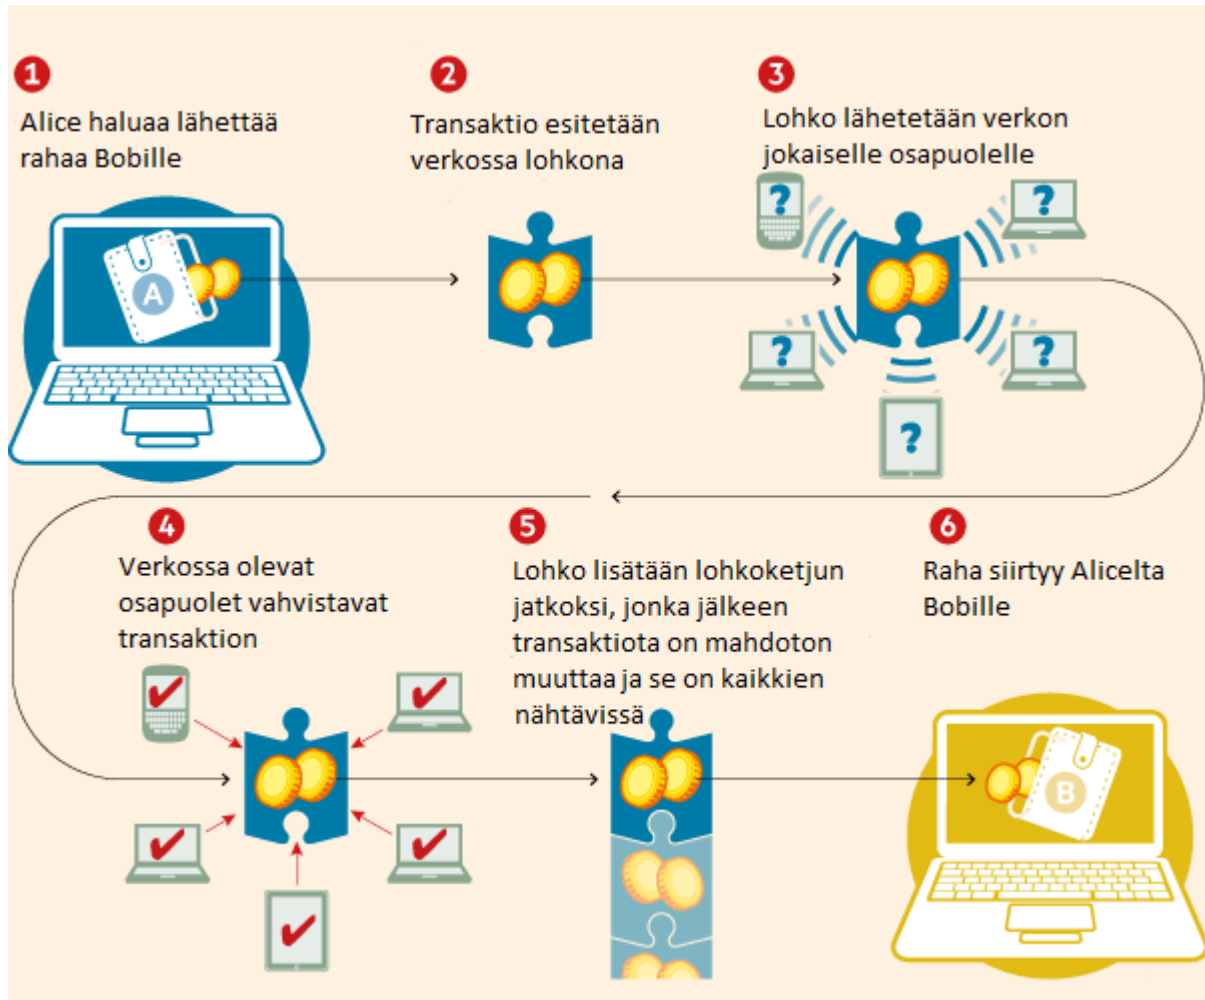 1
Alice haluaa lähettää
rahaa Bobille
2
Transaktio esitetään
verkossa lohkona
3
Lohko lähetetään verkon
jokaiselle osapuolelle
?
?
A
?
?
?
4
Verkossa olevat
osapuolet vahvistavat
transaktion
5
Lohko lisätään lohkoketjun
jatkoksi, jonka jälkeen
transaktiota on mahdoton
muuttaa ja se on kaikkien
nähtävissä
6
Raha siirtyy Alicelta
Bobille
B